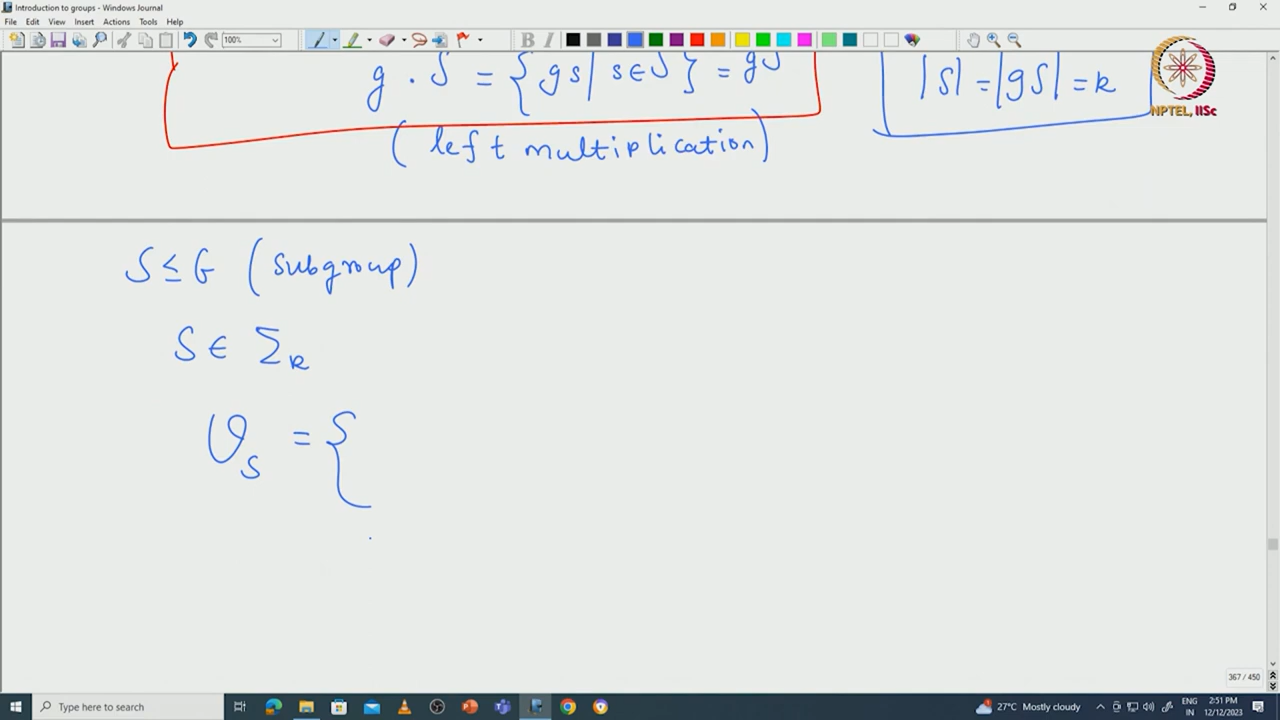 Introduction to groups - Windows Journal
File Edit View Insert Actions Tools Help
100%
B I
g · S = { gs | s ∈ S } = gS
|S| = |gS| = k
NPTEL, IISc
(left multiplication)
S ≤ G (subgroup)
S ∈ Σk
𝒪S = {
367 / 450
Type here to search
27°C Mostly cloudy
ENG
IN
2:51 PM
12/12/2023